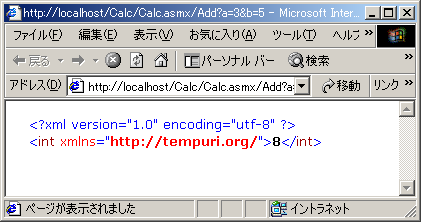 http://localhost/Calc/Calc.asmx/Add?a=3&b=5 - Microsoft Inter...
ファイル(F) 編集(E) 表示(V) お気に入り(A) ツール(T) ヘルプ »
戻る » パーソナル バー 検索 »
アドレス(D) http://localhost/Calc/Calc.asmx/Add?a= 移動 リンク »
<?xml version="1.0" encoding="utf-8" ?>
<int xmlns="http://tempuri.org/">8</int>
ページが表示されました イントラネット